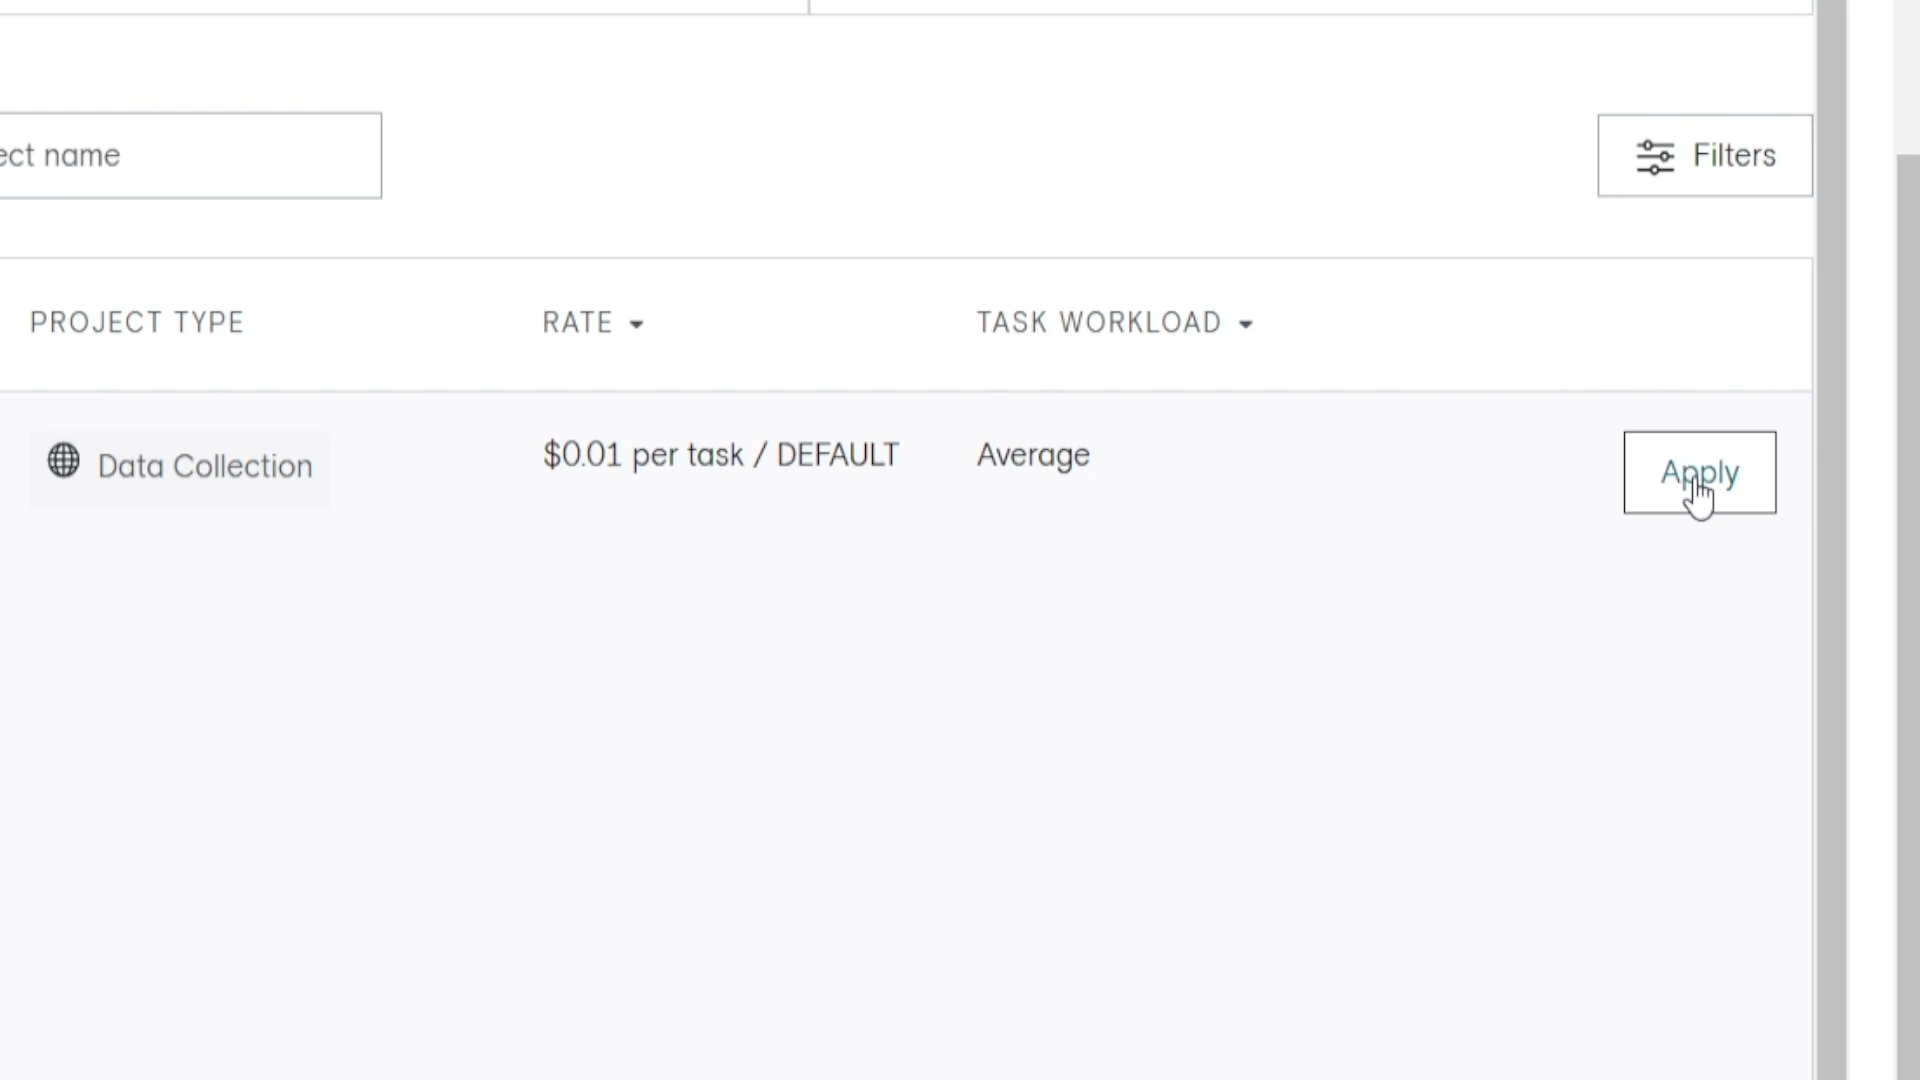 ect name
Filters
PROJECT TYPE
RATE
TASK WORKLOAD
Data Collection
$0.01 per task / DEFAULT
Average
Apply